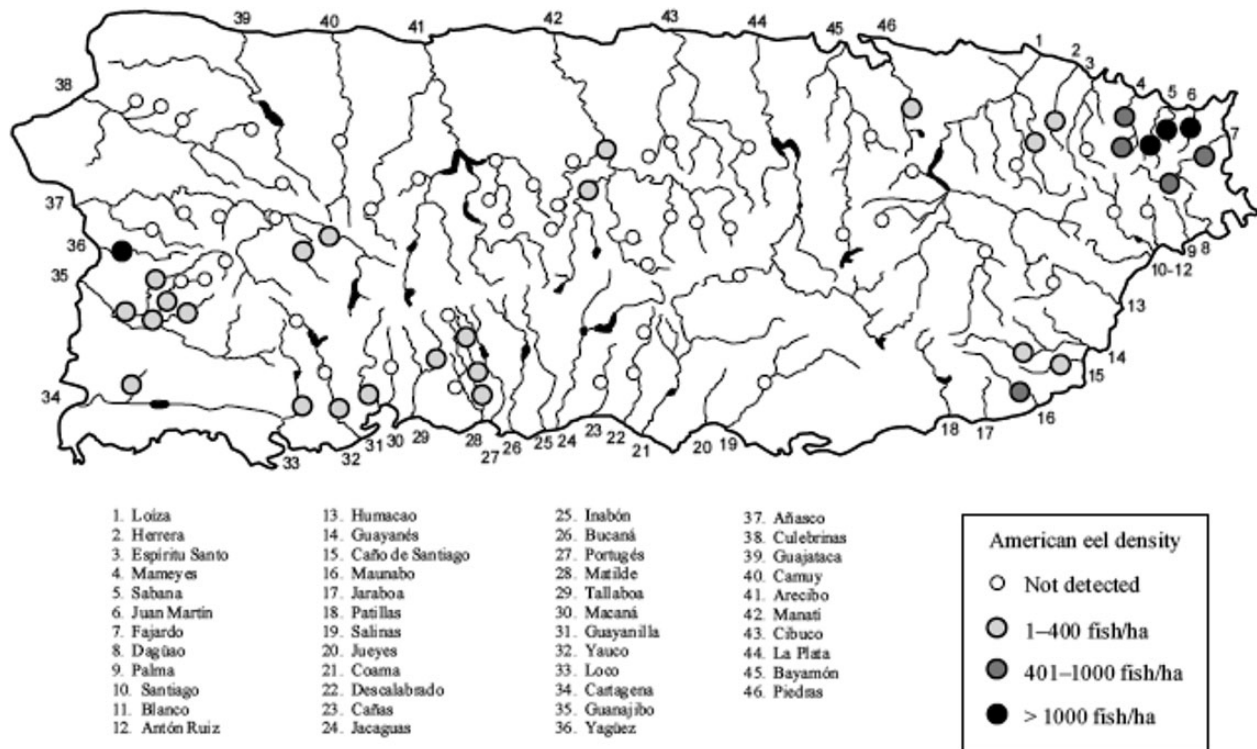 39 40 41 42 43 44 45 46 1 2 3 4 5 6 7
38
37
36
35
34
8
9
10-12
13
14
15
16
33 32 31 30 29 28 27 26 25 24 23 22 21 20 19 18 17
1. Loíza
2. Herrera
3. Espíritu Santo
4. Mameyes
5. Sabana
6. Juan Martín
7. Fajardo
8. Dagüao
9. Palma
10. Santiago
11. Blanco
12. Antón Ruiz
13. Humacao
14. Guayanés
15. Caño de Santiago
16. Maunabo
17. Jaraboa
18. Patillas
19. Salinas
20. Jueyes
21. Coama
22. Descalabrado
23. Cañas
24. Jacaguas
25. Inabón
26. Bucaná
27. Portugés
28. Matilde
29. Tallaboa
30. Macaná
31. Guayanilla
32. Yauco
33. Loco
34. Cartagena
35. Guanajibo
36. Yagüez
37. Añasco
38. Culebrinas
39. Guajataca
40. Camuy
41. Arecibo
42. Manatí
43. Cibuco
44. La Plata
45. Bayamón
46. Piedras
American eel density
Not detected
1–400 fish/ha
401–1000 fish/ha
> 1000 fish/ha